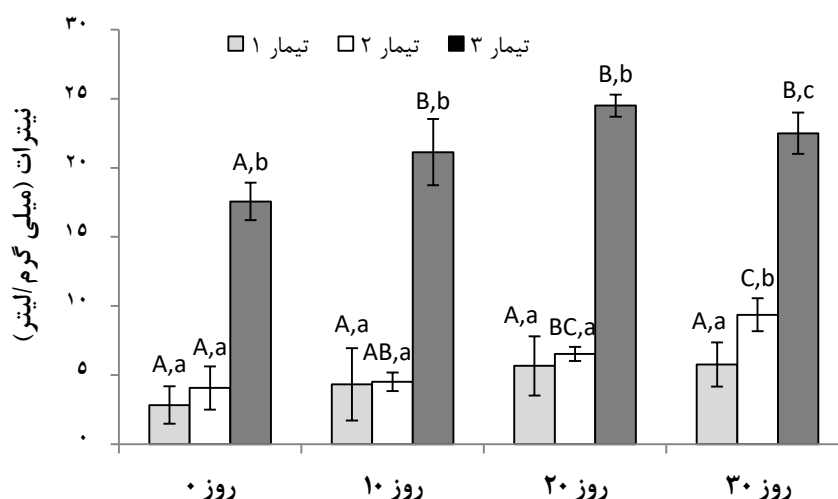 تیمار ۱ تیمار ۲ تیمار ۳
نیترات (میلی گرم/لیتر)
۳۰
۲۵
۲۰
۱۵
۱۰
۵
۰
A,a A,a A,b
A,a AB,a B,b
A,a BC,a B,b
A,a C,b B,c
روز ۰ روز ۱۰ روز ۲۰ روز ۳۰